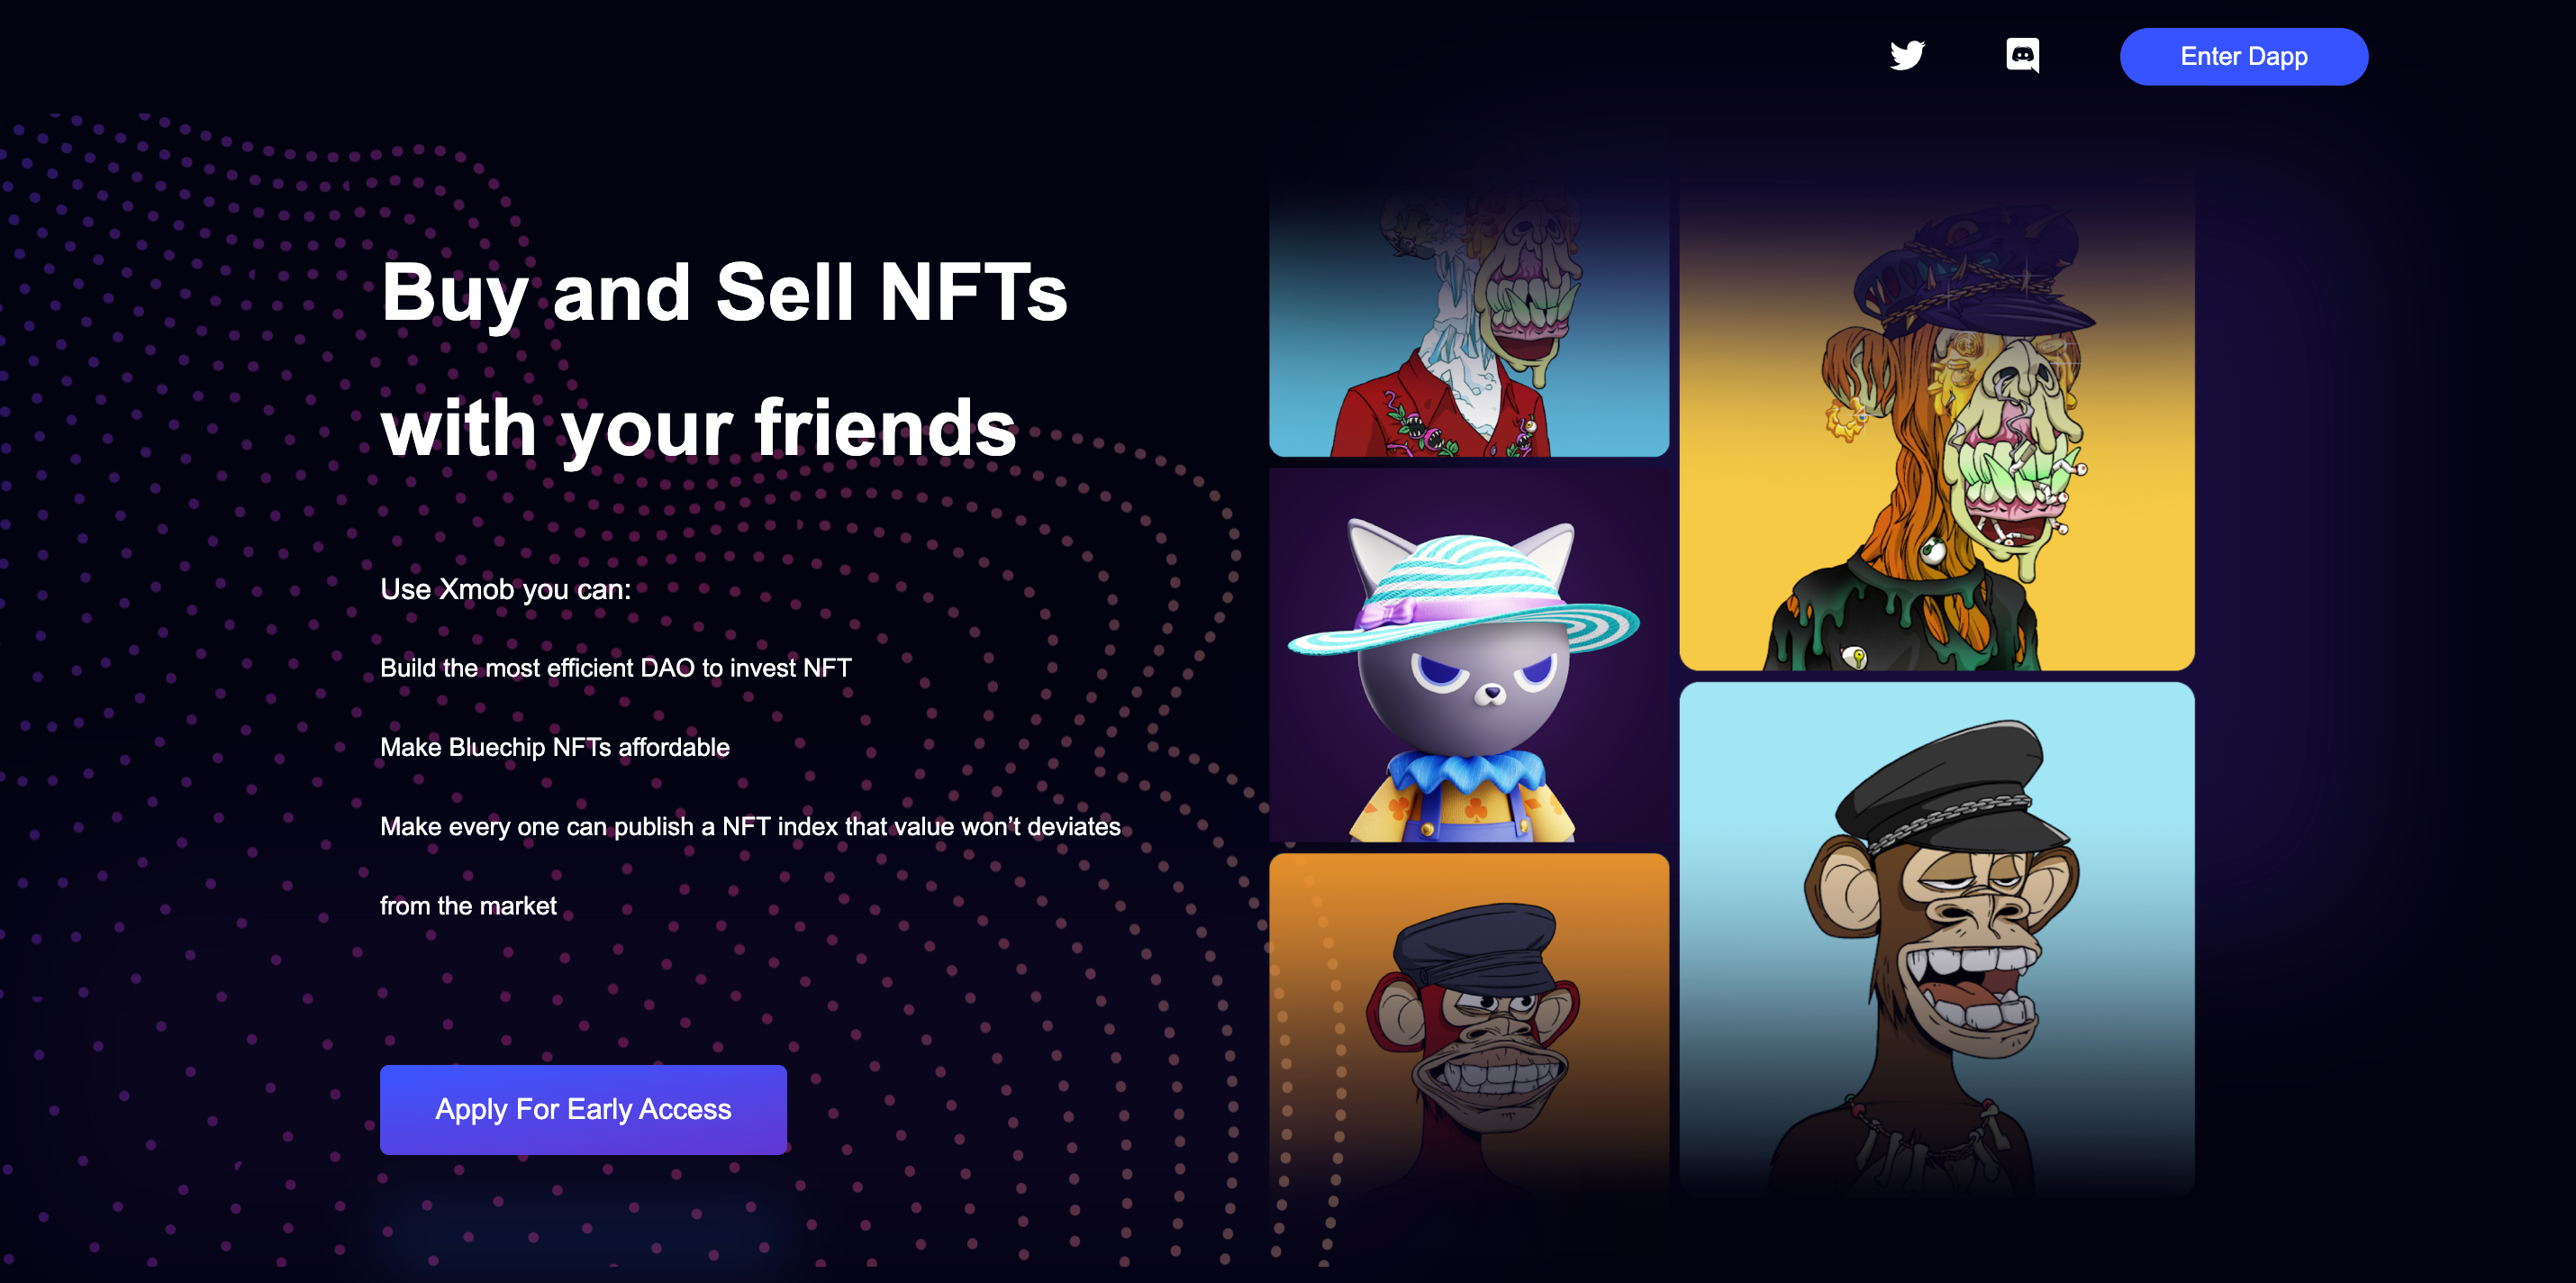 Enter Dapp
Buy and Sell NFTs
with your friends
Use Xmob you can:
Build the most efficient DAO to invest NFT
Make Bluechip NFTs affordable
Make every one can publish a NFT index that value won’t deviates
from the market
Apply For Early Access